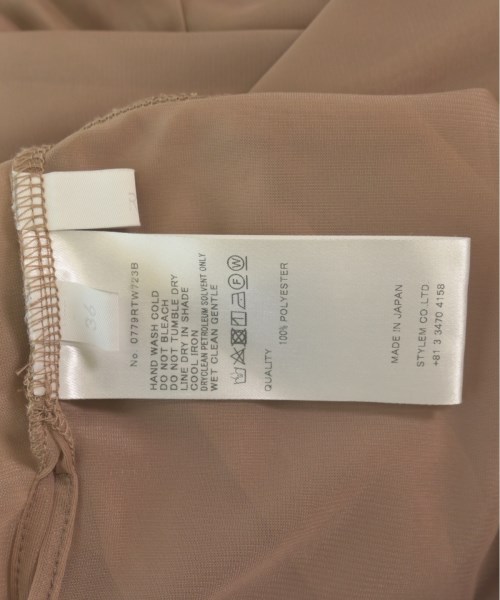 36
No 0779RTW723B
HAND WASH COLD
DO NOT BLEACH
DO NOT TUMBLE DRY
LINE DRY IN SHADE
COOL IRON
DRYCLEAN PETROLEUM SOLVENT ONLY
WET CLEAN GENTLE
F W
QUALITY
100% POLYESTER
MADE IN JAPAN
STYLEM CO.LTD.
+81 3 3470 4158